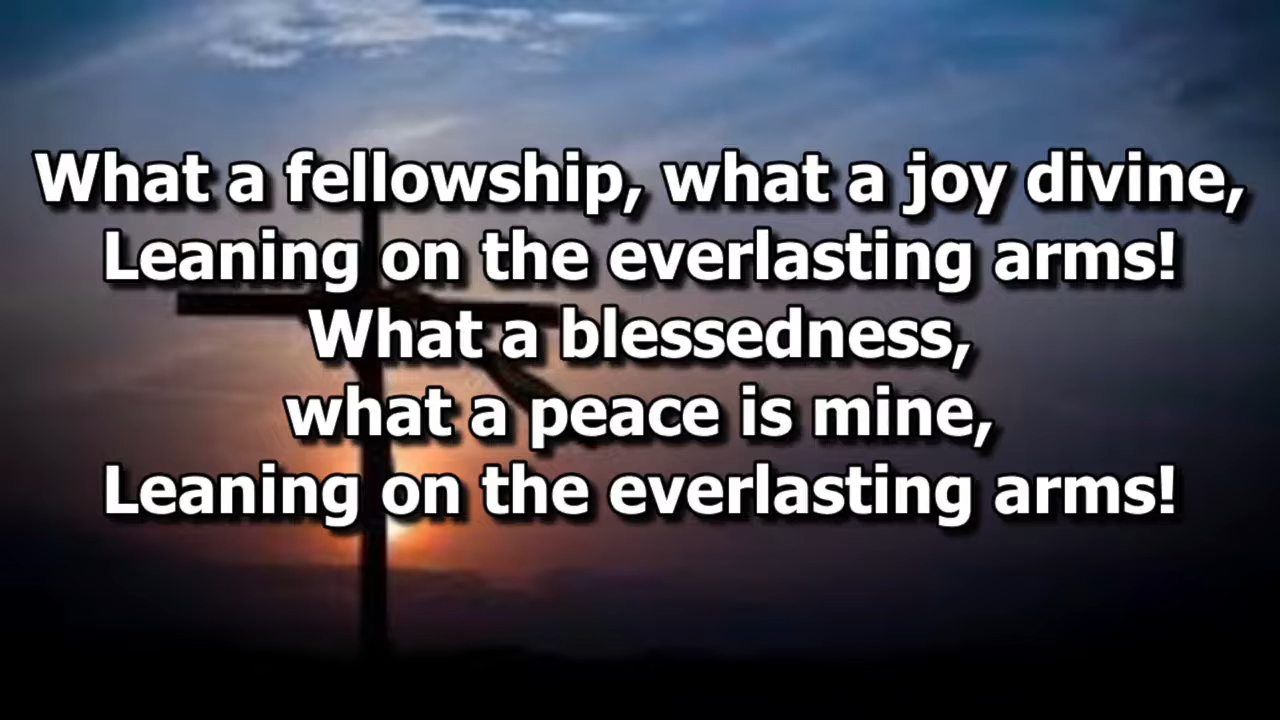 What a fellowship, what a joy divine,
Leaning on the everlasting arms!
What a blessedness,
what a peace is mine,
Leaning on the everlasting arms!